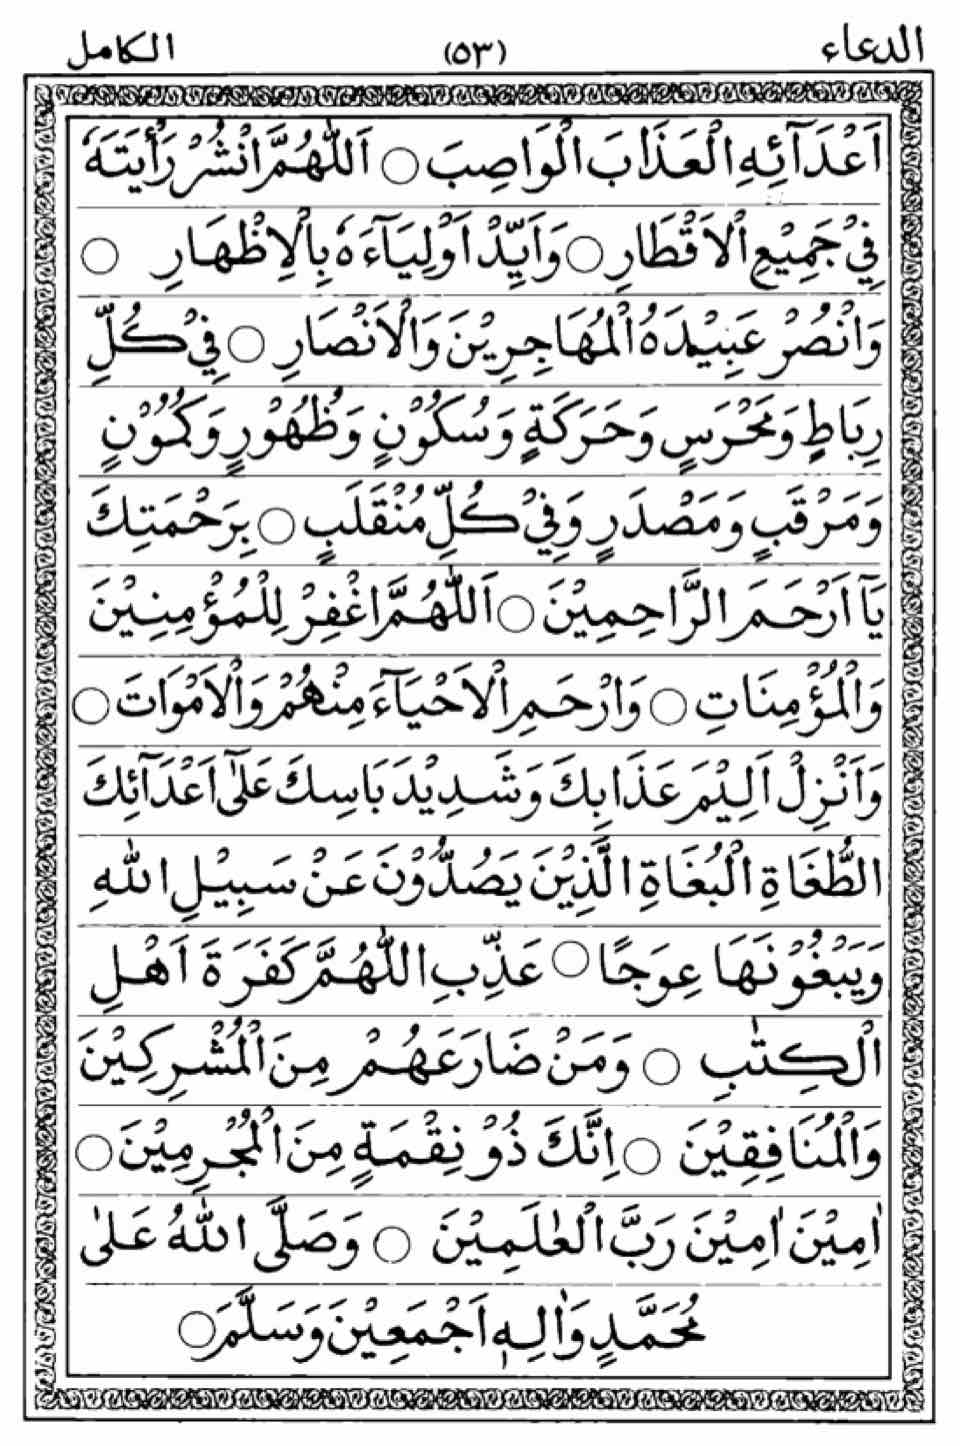 الدعاء (٥٣) الكامل
اَعْدَآئِهِ الْعَذَابَ الْوَاصِبَ ○ اَللّٰهُمَّ انْشُرْ رَأْيَتَهٗ
فِيْ جَمِيْعِ الْاَقْطَارِ ○ وَاَيِّدْ اَوْلِيَآءَهٗ بِالْاِظْهَارِ ○
وَانْصُرْ عَبِيْدَهُ الْمُهَاجِرِيْنَ وَالْاَنْصَارِ ○ فِيْ كُلِّ
رِبَاطٍ وَمَحْرَسٍ وَحَرَكَةٍ وَسُكُوْنٍ وَظُهُوْرٍ وَكُمُوْنٍ
وَمَرْقَبٍ وَمَصْدَرٍ وَفِيْ كُلِّ مُنْقَلَبٍ ○ بِرَحْمَتِكَ
يَآ اَرْحَمَ الرَّاحِمِيْنَ ○ اَللّٰهُمَّ اغْفِرْ لِلْمُؤْمِنِيْنَ
وَالْمُؤْمِنَاتِ ○ وَارْحَمِ الْاَحْيَآءَ مِنْهُمْ وَالْاَمْوَاتَ ○
وَاَنْزِلْ اَلِيْمَ عَذَابِكَ وَشَدِيْدَ بَاسِكَ عَلٰٓى اَعْدَآئِكَ
الطُّغَاةِ الْبُغَاةِ الَّذِيْنَ يَصُدُّوْنَ عَنْ سَبِيْلِ اللّٰهِ
وَيَبْغُوْنَهَا عِوَجًا ○ عَذِّبِ اللّٰهُمَّ كَفَرَةَ اَهْلِ
الْكِتٰبِ ○ وَمَنْ ضَارَعَهُمْ مِنَ الْمُشْرِكِيْنَ
وَالْمُنَافِقِيْنَ ○ اِنَّكَ ذُوْ نِقْمَةٍ مِنَ الْمُجْرِمِيْنَ ○
اٰمِيْنَ اٰمِيْنَ رَبَّ الْعٰلَمِيْنَ ○ وَصَلَّى اللّٰهُ عَلٰى
مُحَمَّدٍ وَاٰلِهٖ اَجْمَعِيْنَ وَسَلَّمَ ○